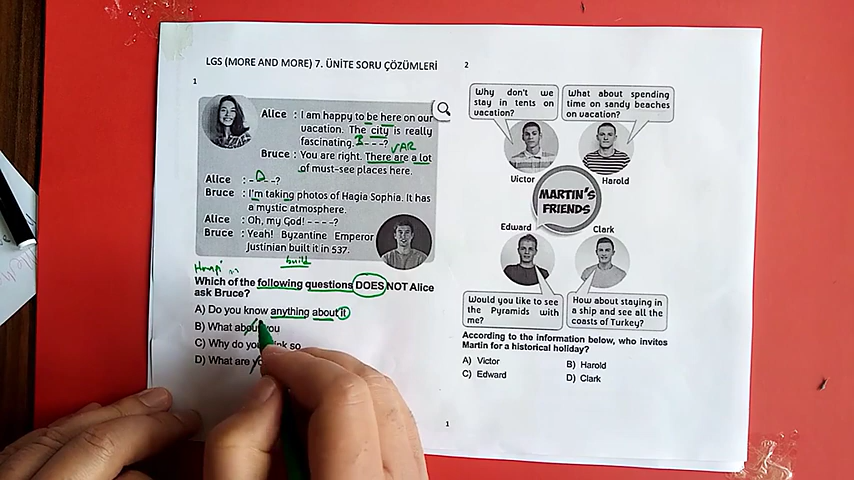 LGS (MORE AND MORE) 7. ÜNİTE SORU ÇÖZÜMLERİ
1
Alice : I am happy to be here on our
vacation. The city is really
fascinating. B - - - -?
VAR
Bruce : You are right. There are a lot
of must-see places here.
Alice : - D - -?
Bruce : I'm taking photos of Hagia Sophia. It has
a mystic atmosphere.
Alice : Oh, my God! - - - -?
Bruce : Yeah! Byzantine Emperor
Justinian built it in 537.
build
Which of the following questions DOES NOT Alice
ask Bruce?
A) Do you know anything about it
B) What about you
C) Why do you think so
D) What are
2
Why don't we
stay in tents on
vacation?
What about spending
time on sandy beaches
on vacation?
Victor
Harold
MARTIN'S
FRIENDS
Edward
Clark
Would you like to see
the Pyramids with
me?
How about staying in
a ship and see all the
coasts of Turkey?
According to the information below, who invites
Martin for a historical holiday?
A) Victor
B) Harold
C) Edward
D) Clark
1